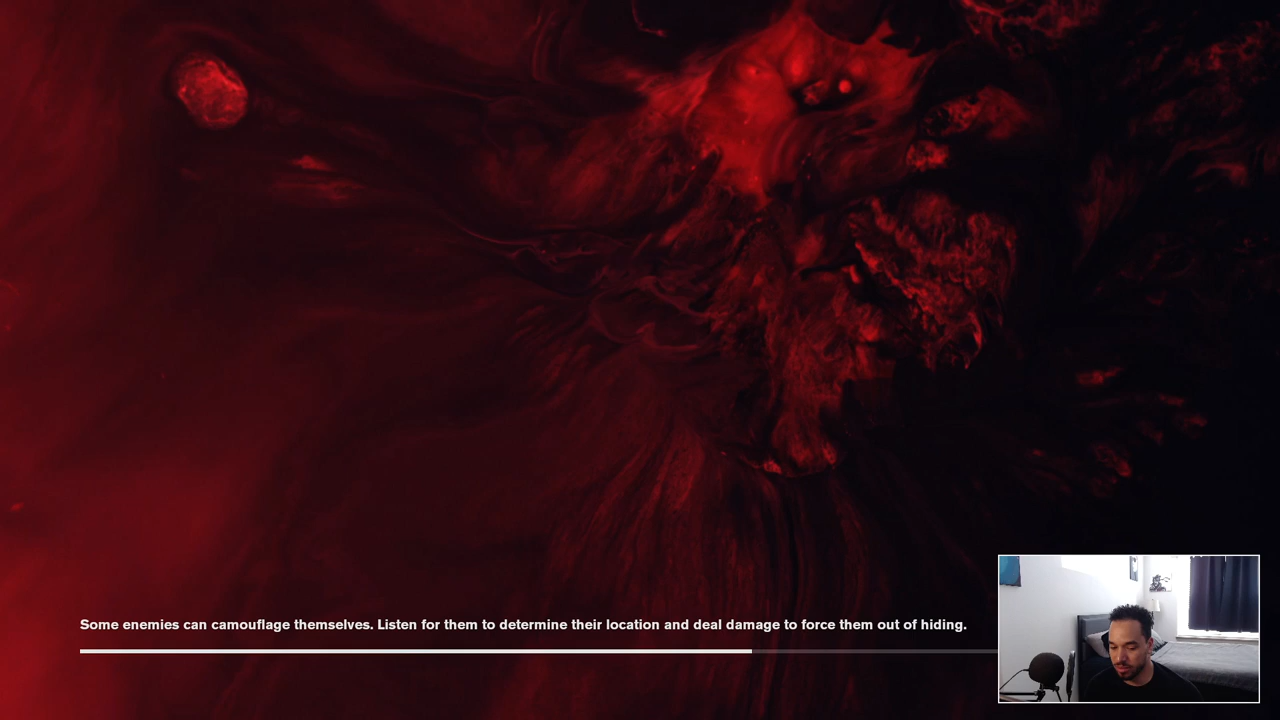 Some enemies can camouflage themselves. Listen for them to determine their location and deal damage to force them out of hiding.